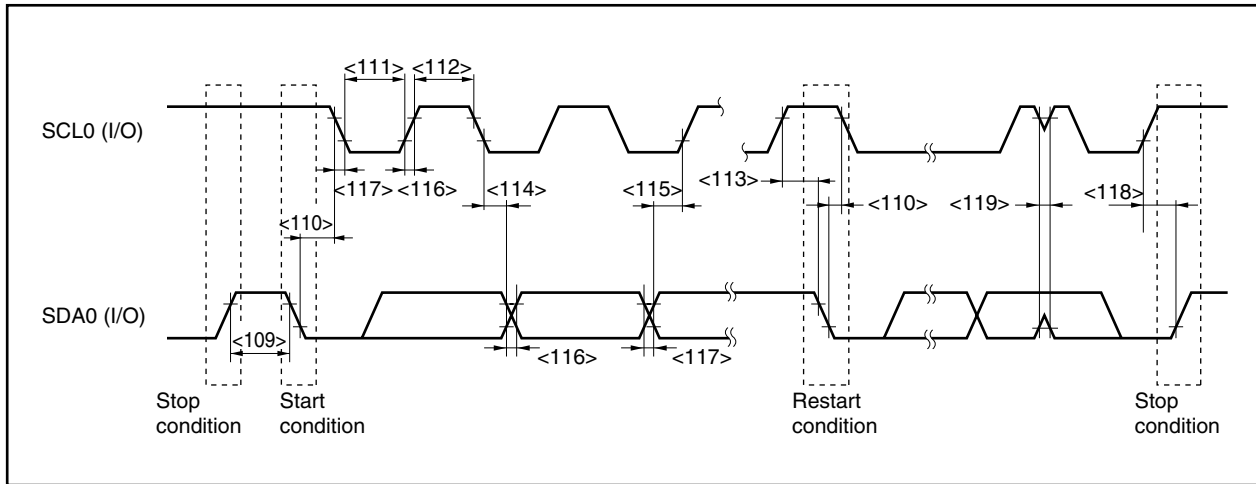 <111> <112>
SCL0 (I/O)
<117> <116> <114> <115> <113> <110> <119> <118>
<110>
SDA0 (I/O)
<109> <116> <117>
Stop condition
Start condition
Restart condition
Stop condition